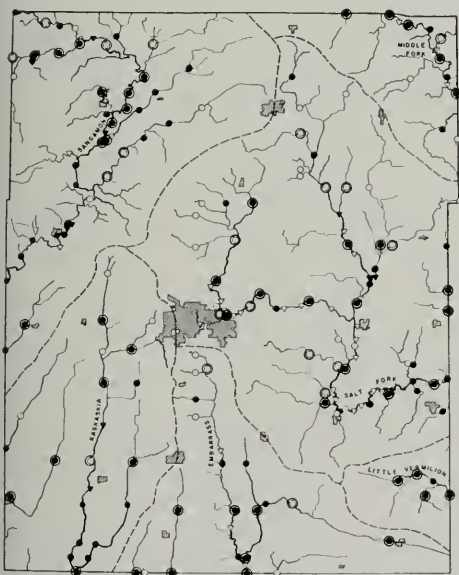 MIDDLE
FORK
SANGAMON
KASKASKIA
EMBARRASS
SALT FORK
LITTLE VERMILION